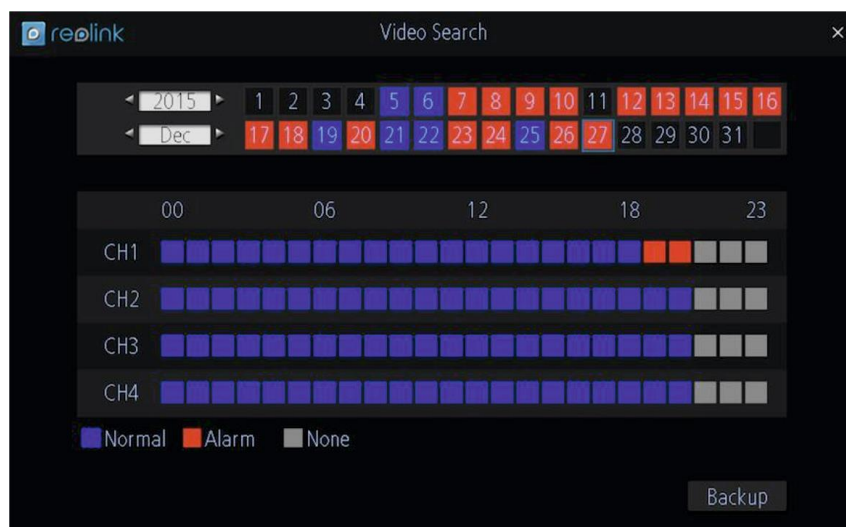 reolink
Video Search
×
2015 1 2 3 4 5 6 7 8 9 10 11 12 13 14 15 16
Dec 17 18 19 20 21 22 23 24 25 26 27 28 29 30 31
00 06 12 18 23
CH1
CH2
CH3
CH4
Normal Alarm None
Backup